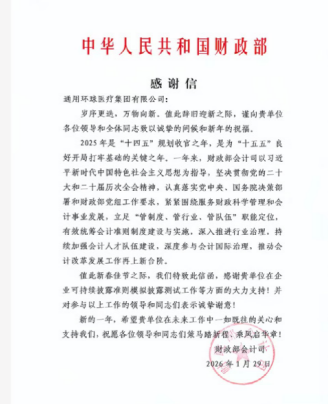 中华人民共和国财政部
感谢信
通用环球医疗集团有限公司：
岁序更迭，万物向新。值此辞旧迎新之际，谨向贵单位
各位领导和全体同志致以诚挚的问候和新年的祝福。
2025年是“十四五”规划收官之年，是为“十五五”良
好开局打牢基础的关键之年。一年来，财政部会计司以习近
平新时代中国特色社会主义思想为指导，坚决贯彻党的二十
大和二十届历次全会精神，认真落实党中央、国务院决策部
署和财政部党组工作要求，紧紧围绕服务财政科学管理和会
计事业发展，立足“管制度、管行业、管队伍”职能定位，
有效统筹会计准则制度建设与实施，深入推进行业治理，持
续加强会计人才队伍建设，深度参与会计国际治理，推动会
计改革发展工作再上新台阶。
值此新春佳节之际，我们特致此信函，感谢贵单位在企
业可持续披露准则模拟披露测试工作等方面的大力支持！并
对参与以上工作的领导和同志们表示诚挚谢意！
新的一年，希望贵单位在未来工作中一如既往的关心和
支持我们，祝愿各位领导和同志们策马踏新程、乘风启华章！
财政部会计司
2026年1月29日